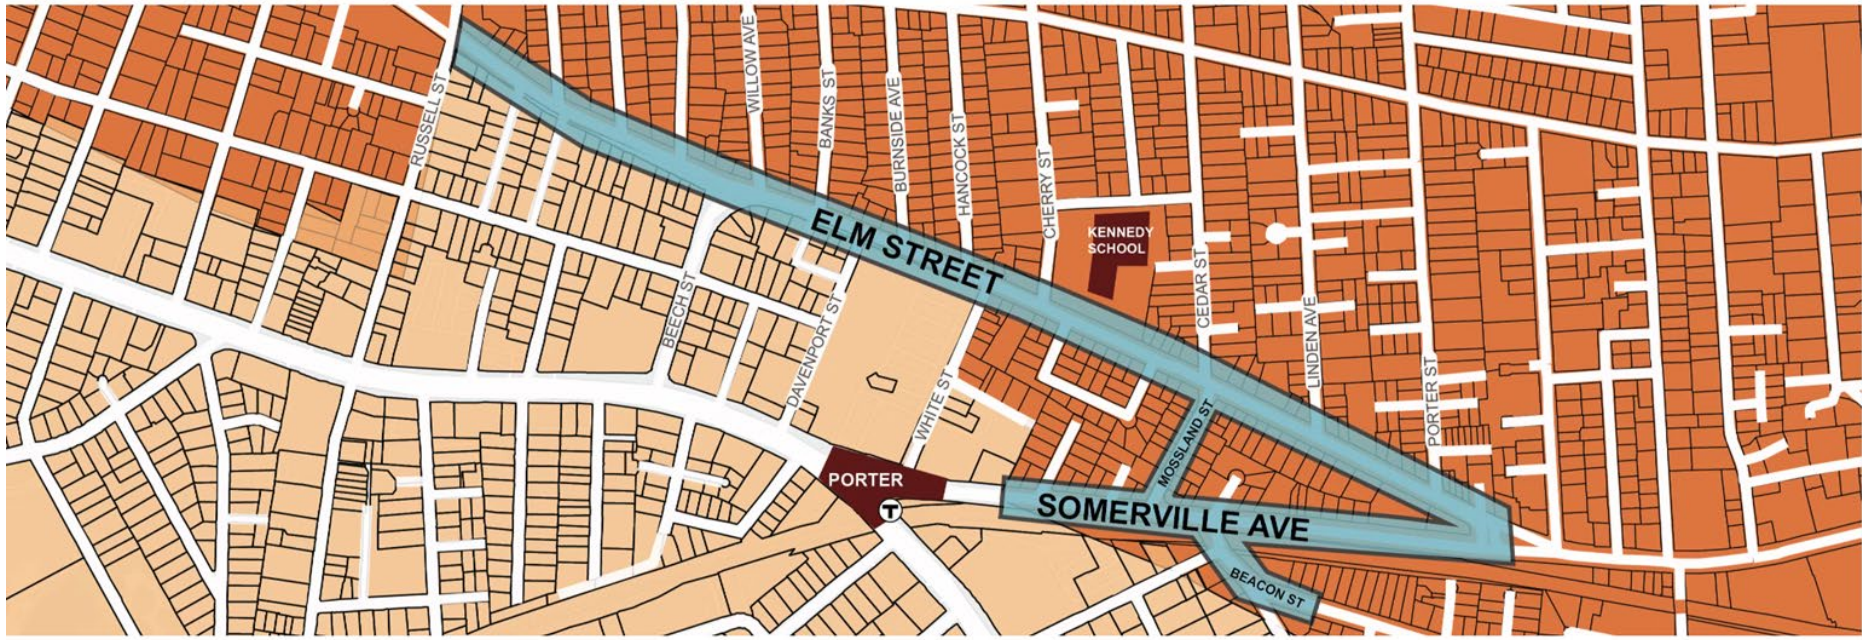 RUSSELL ST
WILLOW AVE
BANKS ST
BURNSIDE AVE
HANCOCK ST
CHERRY ST
KENNEDY
SCHOOL
ELM STREET
CEDAR ST
BEECH ST
DAVENPORT ST
LINDEN AVE
WHITE ST
PORTER ST
MOSSLAND ST
PORTER
T
SOMERVILLE AVE
BEACON ST